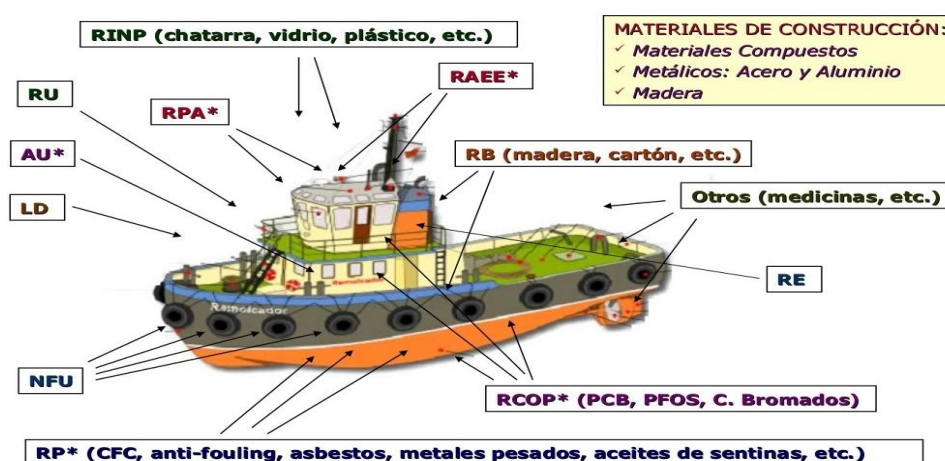 RINP (chatarra, vidrio, plástico, etc.)
MATERIALES DE CONSTRUCCIÓN:
✓ Materiales Compuestos
✓ Metálicos: Acero y Aluminio
✓ Madera
RAEE*
RU
RPA*
AU*
RB (madera, cartón, etc.)
LD
Otros (medicinas, etc.)
RE
Remolcador
Remolcador
NFU
RCOP* (PCB, PFOS, C. Bromados)
RP* (CFC, anti-fouling, asbestos, metales pesados, aceites de sentinas, etc.)